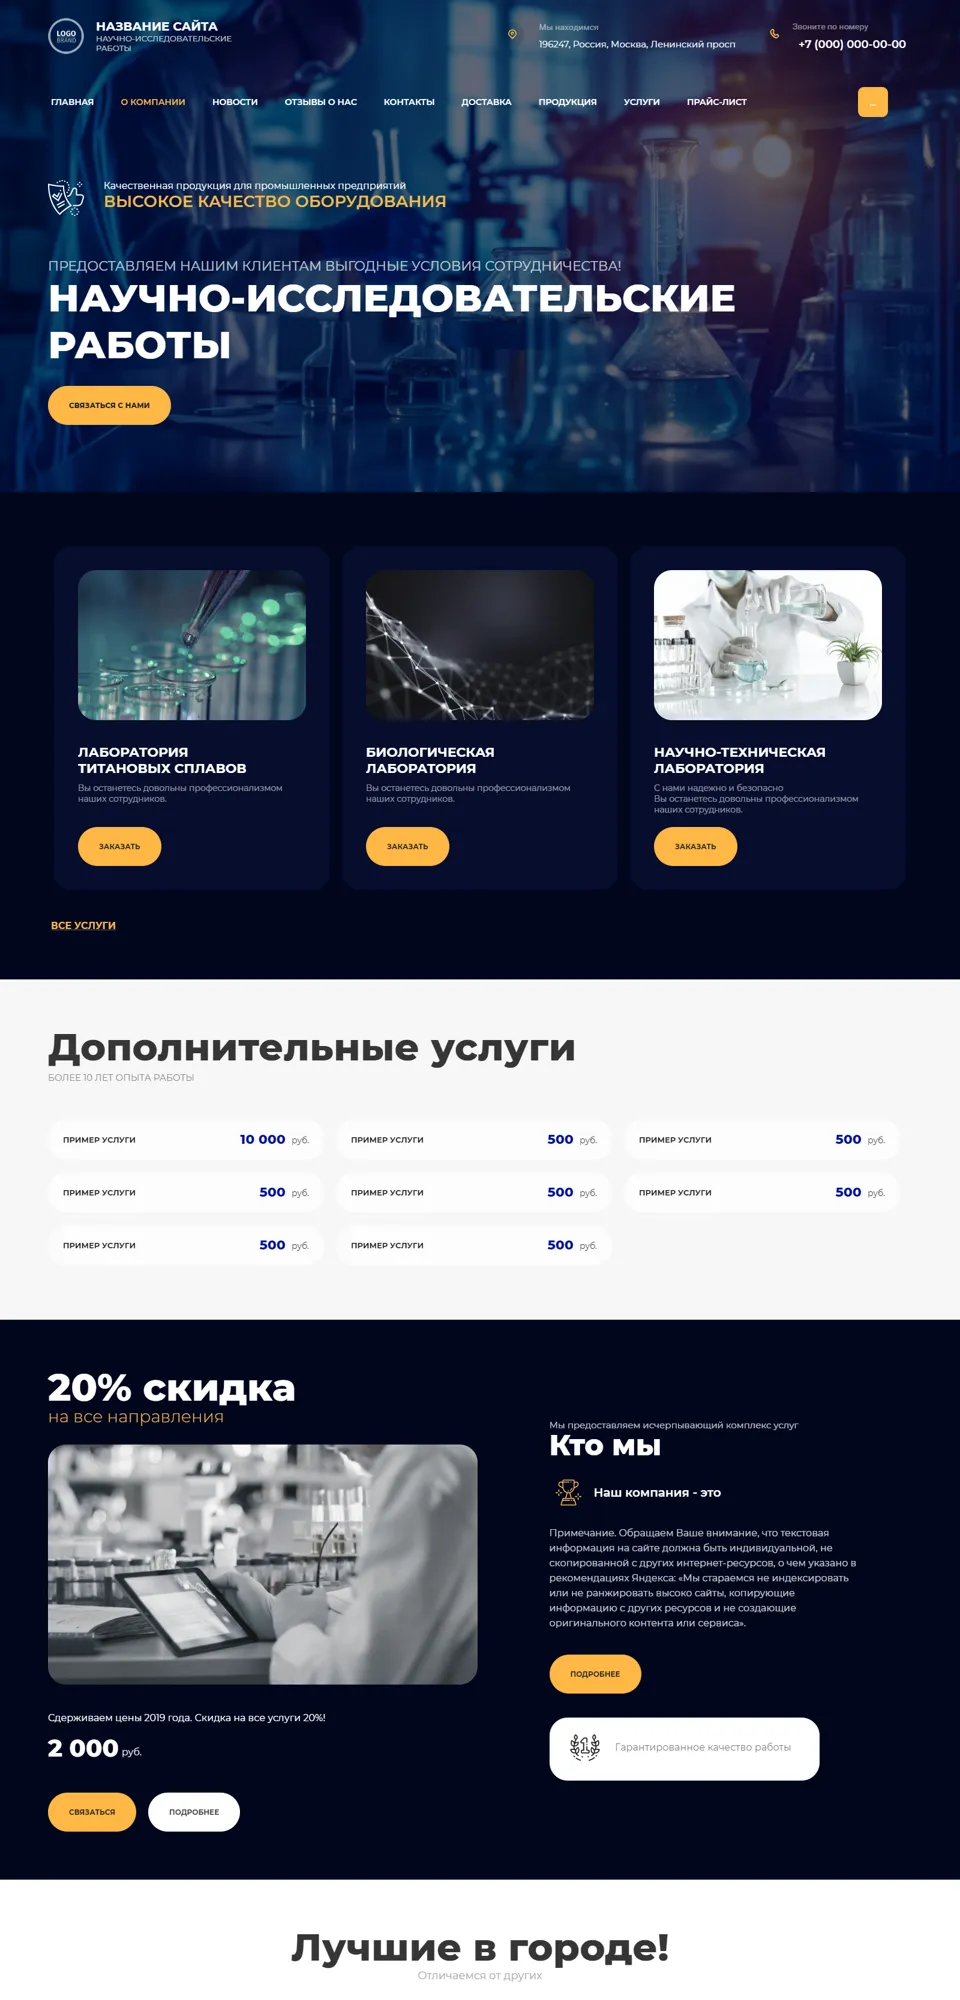 LOGO
BRAND
НАЗВАНИЕ САЙТА
НАУЧНО-ИССЛЕДОВАТЕЛЬСКИЕ
РАБОТЫ
Мы находимся
196247, Россия, Москва, Ленинский просп
Звоните по номеру
+7 (000) 000-00-00
ГЛАВНАЯ О КОМПАНИИ НОВОСТИ ОТЗЫВЫ О НАС КОНТАКТЫ ДОСТАВКА ПРОДУКЦИЯ УСЛУГИ ПРАЙС-ЛИСТ ...
Качественная продукция для промышленных предприятий
ВЫСОКОЕ КАЧЕСТВО ОБОРУДОВАНИЯ
ПРЕДОСТАВЛЯЕМ НАШИМ КЛИЕНТАМ ВЫГОДНЫЕ УСЛОВИЯ СОТРУДНИЧЕСТВА!
НАУЧНО-ИССЛЕДОВАТЕЛЬСКИЕ
РАБОТЫ
СВЯЗАТЬСЯ С НАМИ
ЛАБОРАТОРИЯ
ТИТАНОВЫХ СПЛАВОВ
Вы останетесь довольны профессионализмом
наших сотрудников.
ЗАКАЗАТЬ
БИОЛОГИЧЕСКАЯ
ЛАБОРАТОРИЯ
Вы останетесь довольны профессионализмом
наших сотрудников.
ЗАКАЗАТЬ
НАУЧНО-ТЕХНИЧЕСКАЯ
ЛАБОРАТОРИЯ
С нами надежно и безопасно
Вы останетесь довольны профессионализмом
наших сотрудников.
ЗАКАЗАТЬ
ВСЕ УСЛУГИ
Дополнительные услуги
БОЛЕЕ 10 ЛЕТ ОПЫТА РАБОТЫ
ПРИМЕР УСЛУГИ 10 000 руб.
ПРИМЕР УСЛУГИ 500 руб.
ПРИМЕР УСЛУГИ 500 руб.
ПРИМЕР УСЛУГИ 500 руб.
ПРИМЕР УСЛУГИ 500 руб.
ПРИМЕР УСЛУГИ 500 руб.
ПРИМЕР УСЛУГИ 500 руб.
ПРИМЕР УСЛУГИ 500 руб.
20% скидка
на все направления
Сдерживаем цены 2019 года. Скидка на все услуги 20%!
2 000 руб.
СВЯЗАТЬСЯ
ПОДРОБНЕЕ
Мы предоставляем исчерпывающий комплекс услуг
Кто мы
Наш компания - это
Примечание. Обращаем Ваше внимание, что текстовая
информация на сайте должна быть индивидуальной, не
скопированной с других интернет-ресурсов, о чем указано в
рекомендациях Яндекса: «Мы стараемся не индексировать
или не ранжировать высоко сайты, копирующие
информацию с других ресурсов и не создающие
оригинального контента или сервиса».
ПОДРОБНЕЕ
1
Гарантированное качество работы
Лучшие в городе!
Отличаемся от других